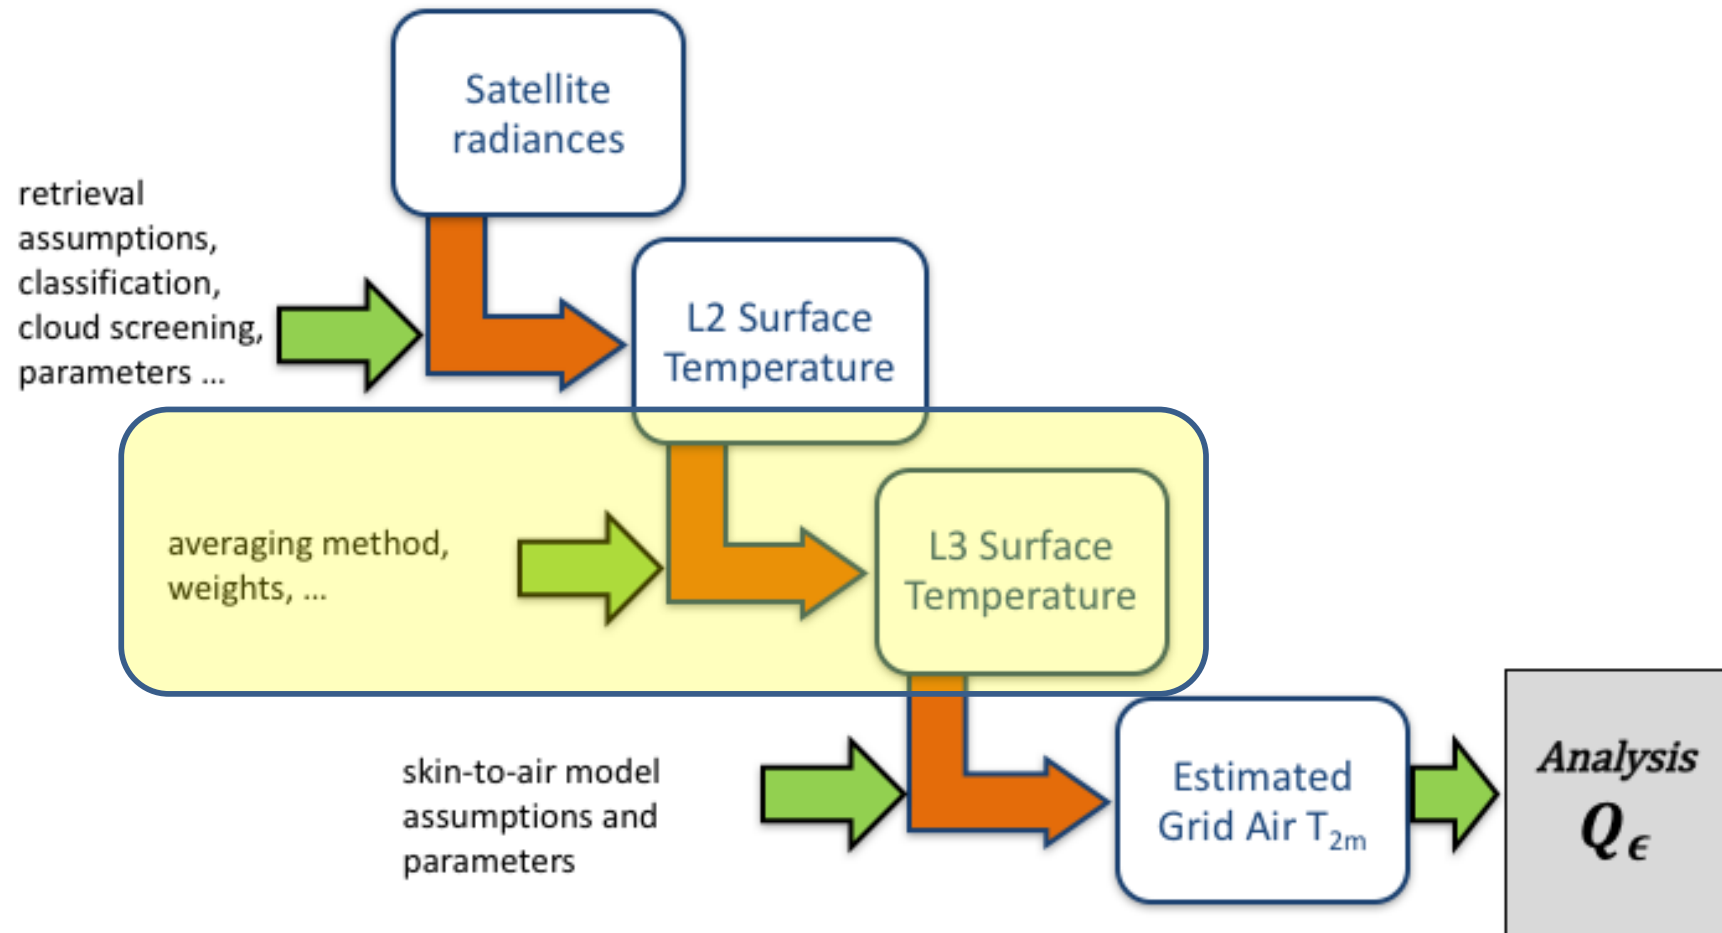 Satellite
radiances
retrieval
assumptions,
classification,
cloud screening,
parameters ...
L2 Surface
Temperature
averaging method,
weights, ...
L3 Surface
Temperature
skin-to-air model
assumptions and
parameters
Estimated
Grid Air T₂ₘ
Analysis
Q_ϵ